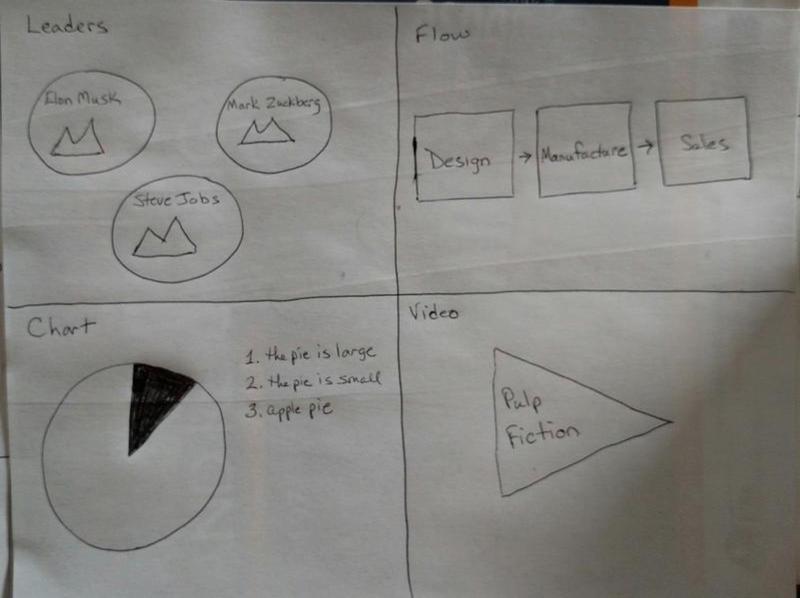 Leaders
Elon Musk
Mark Zuckberg
Steve Jobs
Flow
Design
Manufacture
Sales
Chart
1. the pie is large
2. the pie is small
3. apple pie
Video
Pulp
Fiction